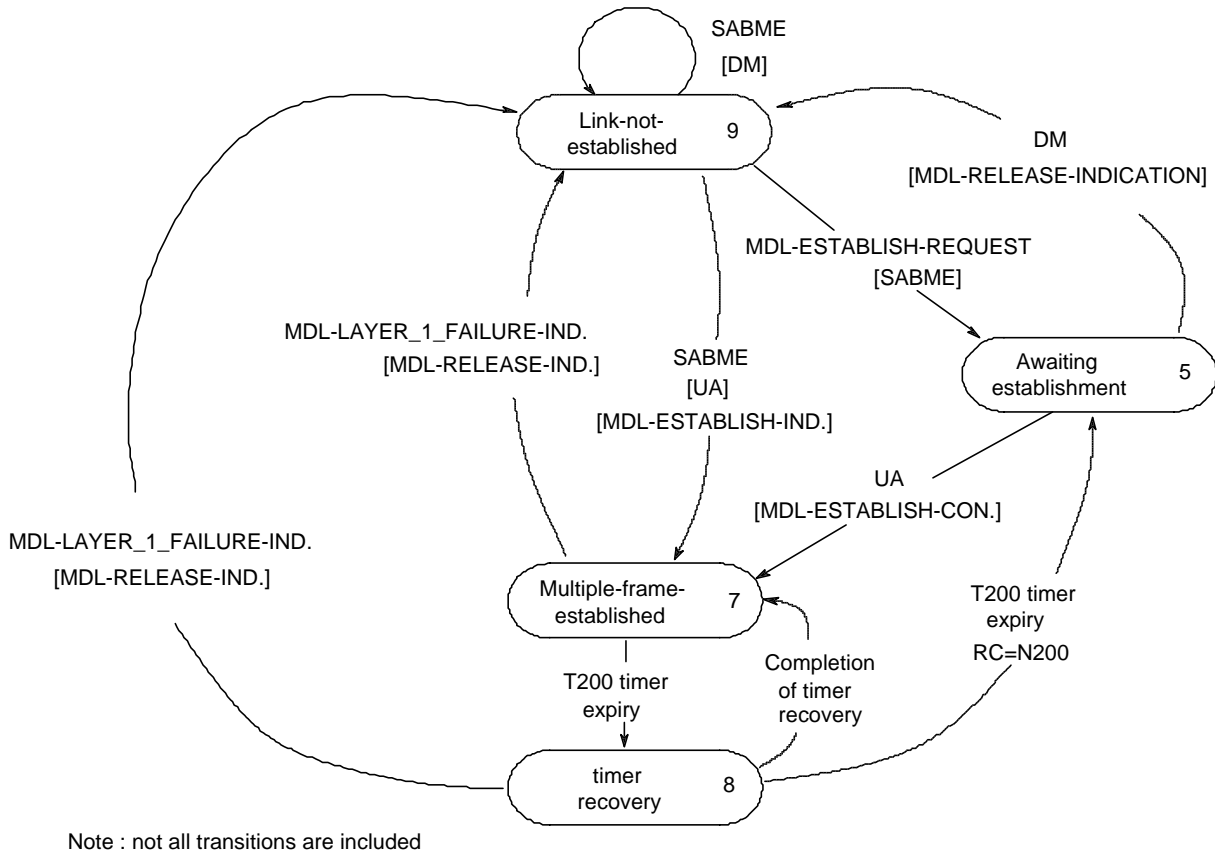 SABME
[DM]
Link-not-
established
9
DM
[MDL-RELEASE-INDICATION]
MDL-ESTABLISH-REQUEST
[SABME]
MDL-LAYER_1_FAILURE-IND.
[MDL-RELEASE-IND.]
SABME
[UA]
[MDL-ESTABLISH-IND.]
Awaiting
establishment
5
UA
[MDL-ESTABLISH-CON.]
MDL-LAYER_1_FAILURE-IND.
[MDL-RELEASE-IND.]
Multiple-frame-
established
7
T200 timer
expiry
RC=N200
T200 timer
expiry
Completion
of timer
recovery
timer
recovery
8
Note : not all transitions are included